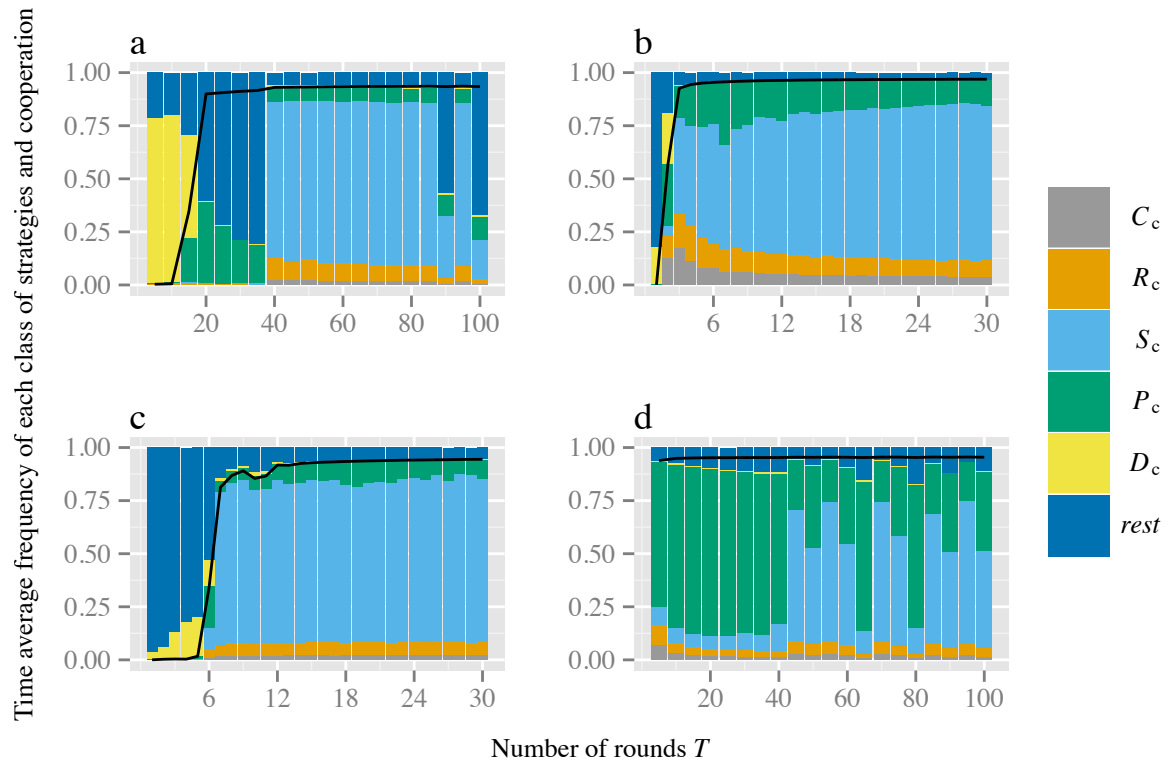 Time average frequency of each class of strategies and cooperation
a
1.00
0.75
0.50
0.25
0.00
20 40 60 80 100
b
1.00
0.75
0.50
0.25
0.00
6 12 18 24 30
c
1.00
0.75
0.50
0.25
0.00
6 12 18 24 30
d
1.00
0.75
0.50
0.25
0.00
20 40 60 80 100
Number of rounds T
Cc
Rc
Sc
Pc
Dc
rest